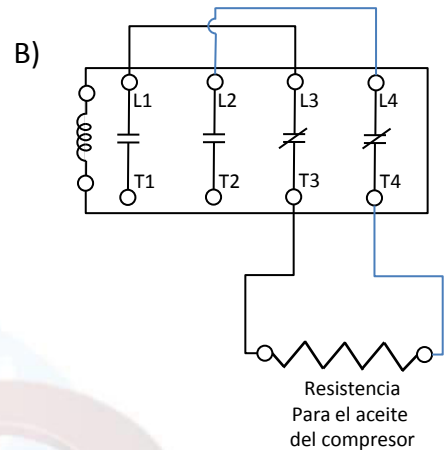 B)
L1 L2 L3 L4
T1 T2 T3 T4
Resistencia
Para el aceite
del compresor